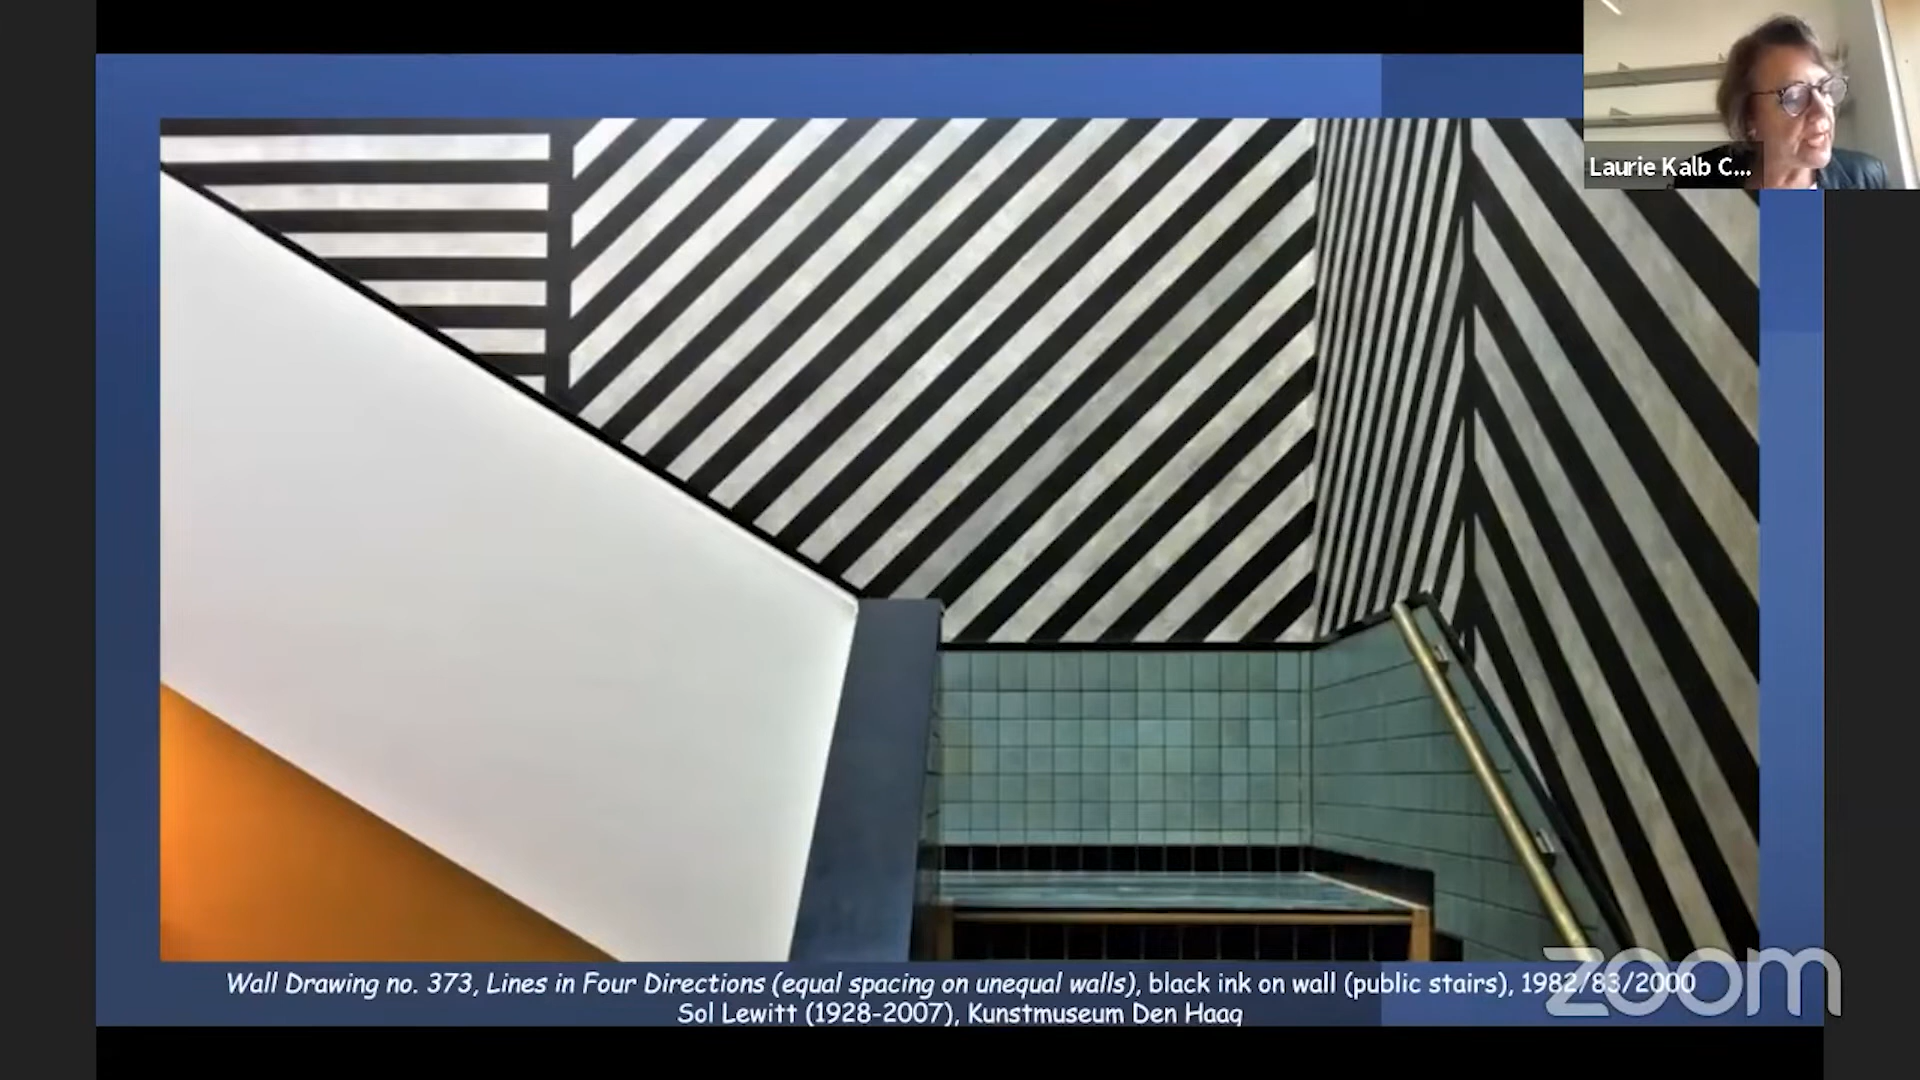 Laurie Kalb C...
Wall Drawing no. 373, Lines in Four Directions (equal spacing on unequal walls), black ink on wall (public stairs), 1982/83/2000
Sol Lewitt (1928-2007), Kunstmuseum Den Haag
zoom